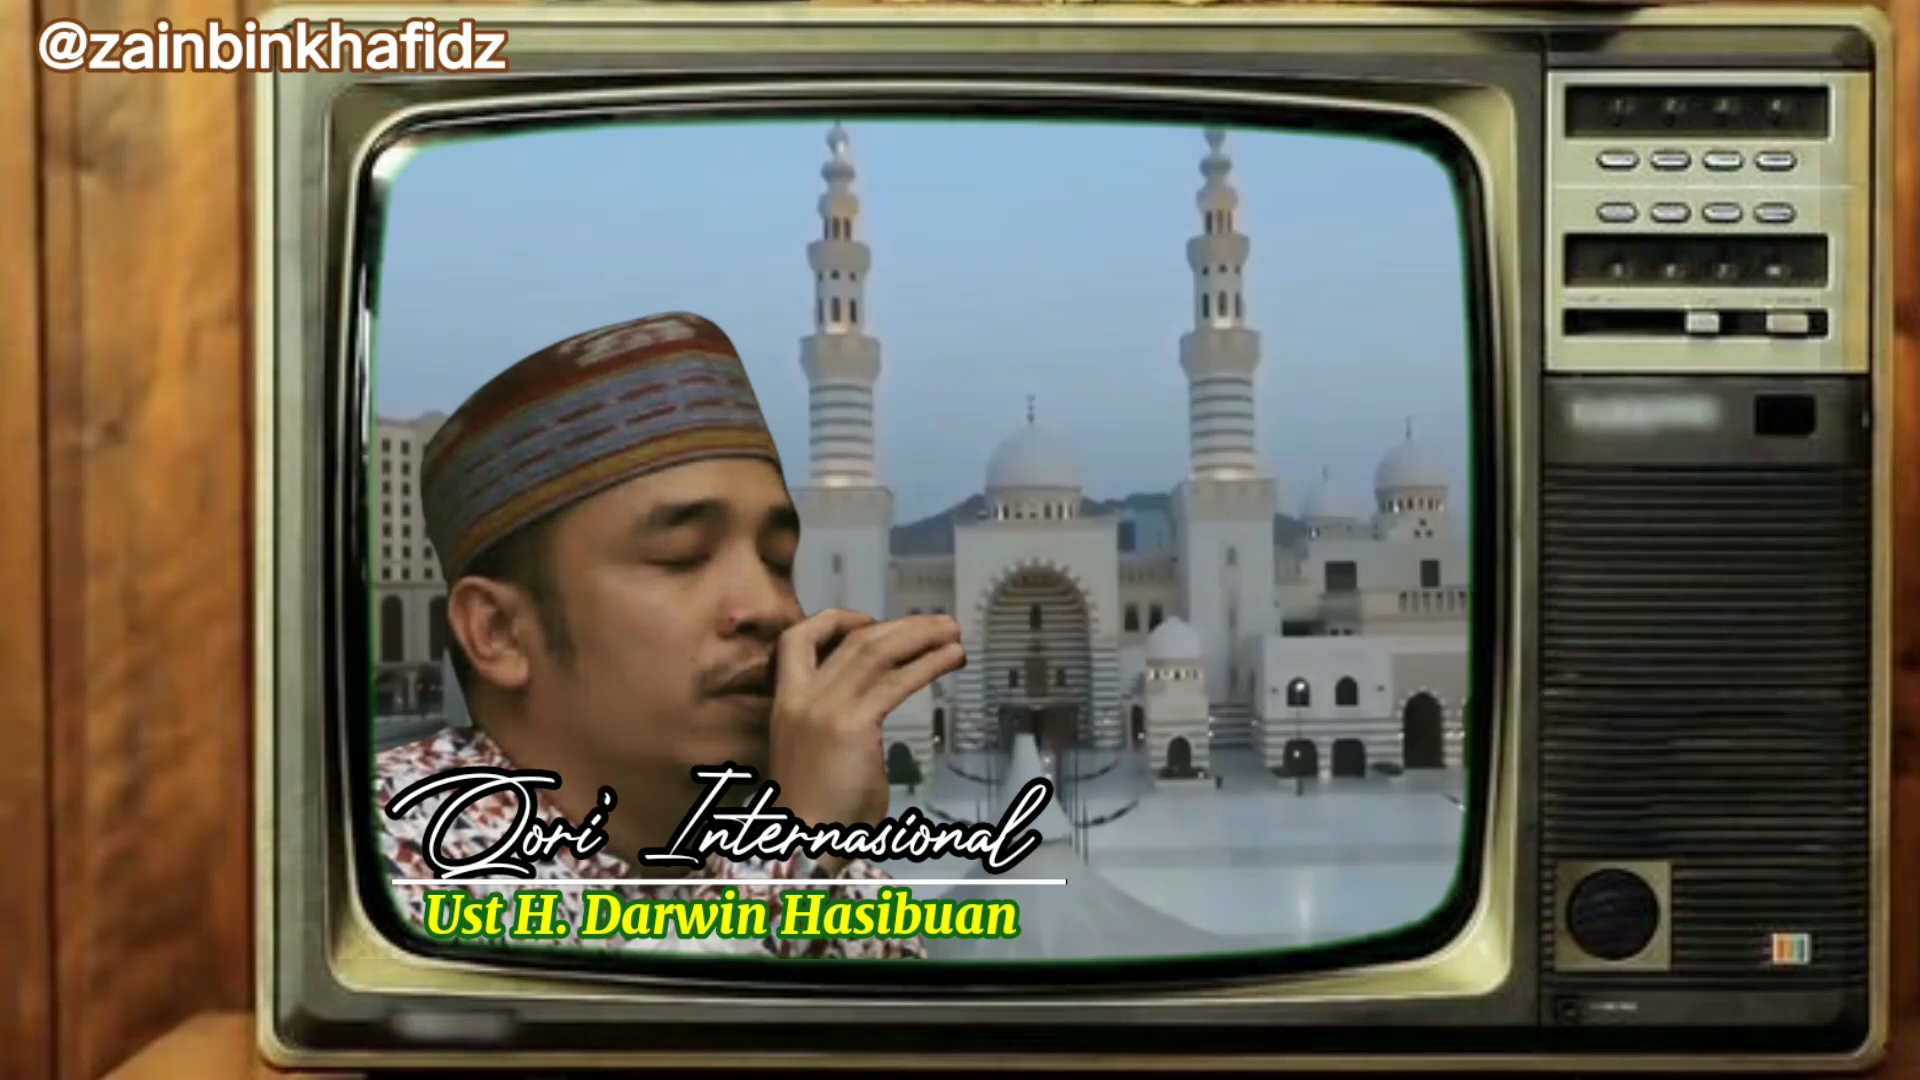 @zainbinkhafidz
Qori' Internasional
Ust H. Darwin Hasibuan